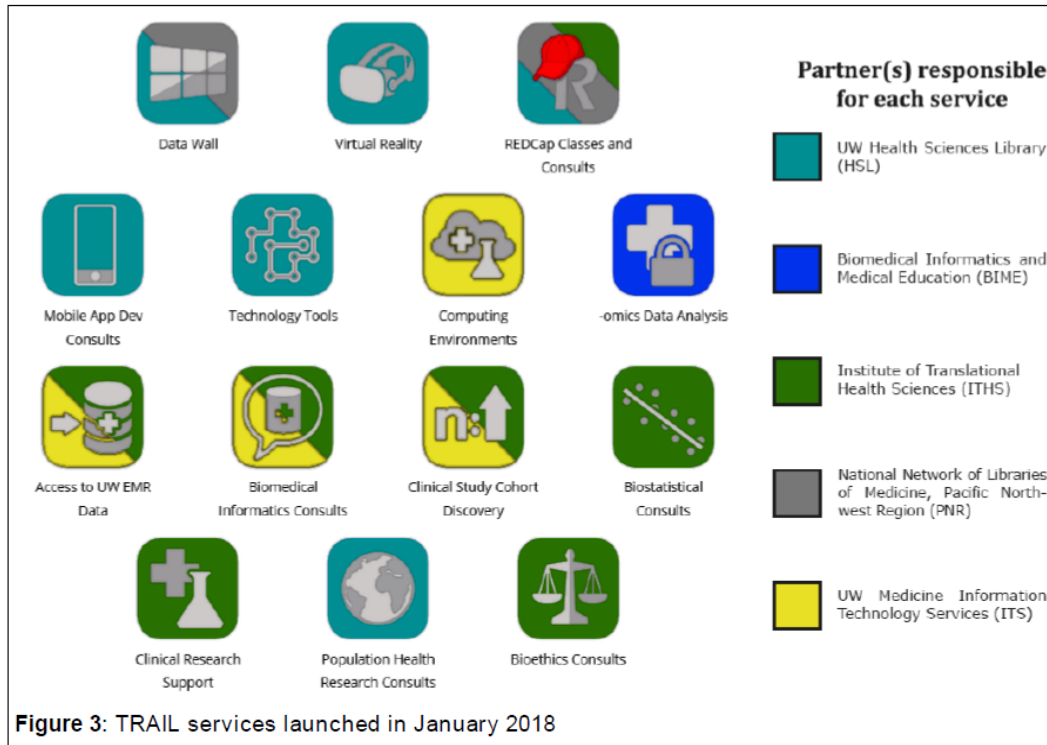 Data Wall
Virtual Reality
R
REDCap Classes and
Consults
Mobile App Dev
Consults
Technology Tools
Computing
Environments
-omics Data Analysis
n:
Access to UW EMR
Data
Biomedical
Informatics Consults
Clinical Study Cohort
Discovery
Biostatistical
Consults
Clinical Research
Support
Population Health
Research Consults
Bioethics Consults
Partner(s) responsible
for each service
UW Health Sciences Library
(HSL)
Biomedical Informatics and
Medical Education (BIME)
Institute of Translational
Health Sciences (ITHS)
National Network of Libraries
of Medicine, Pacific North-
west Region (PNR)
UW Medicine Information
Technology Services (ITS)
Figure 3: TRAIL services launched in January 2018